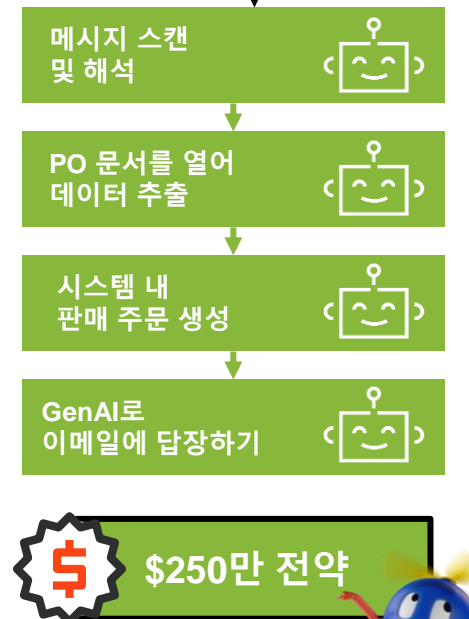 메시지 스캔
및 해석
PO 문서를 열어
데이터 추출
시스템 내
판매 주문 생성
GenAI로
이메일에 답장하기
$
$250만 전약